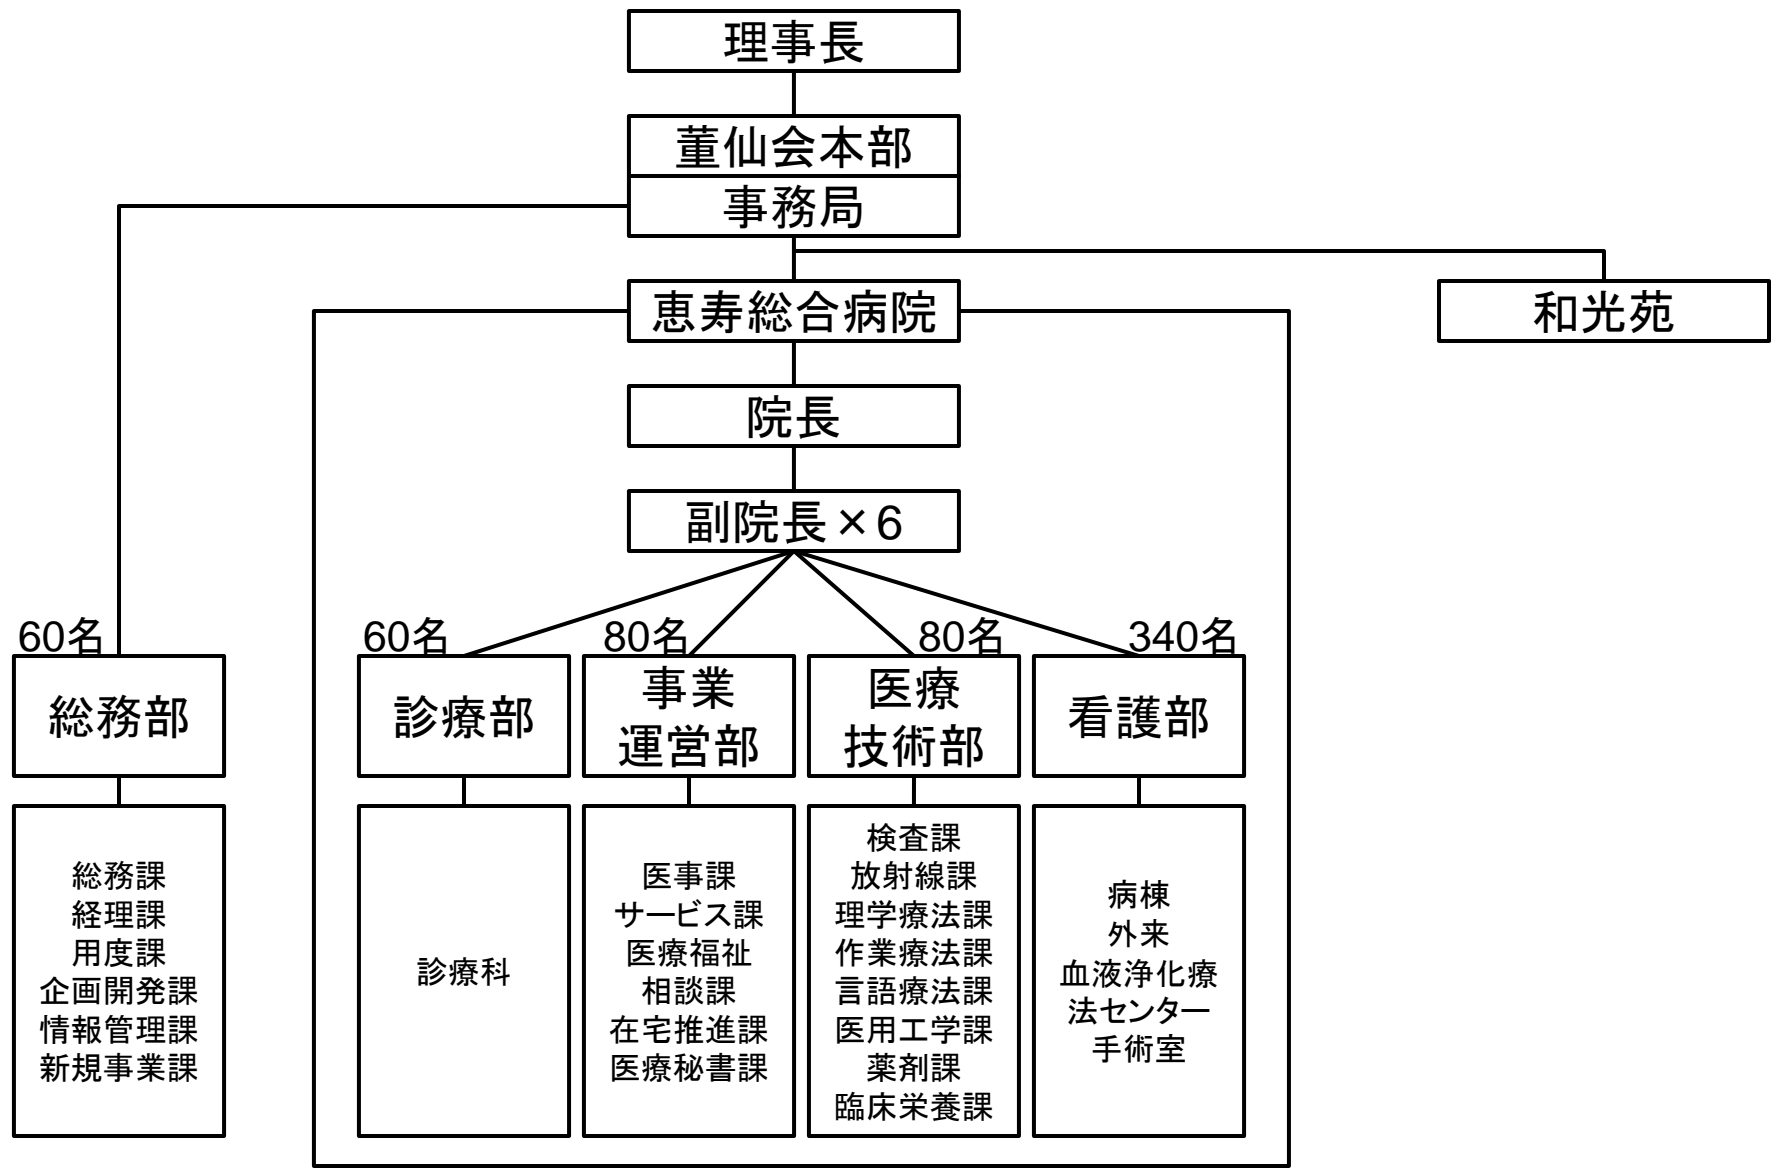 理事長
董仙会本部
事務局
恵寿総合病院
和光苑
院長
副院長×6
60名
60名
80名
80名
340名
総務部
診療部
事業
運営部
医療
技術部
看護部
総務課
経理課
用度課
企画開発課
情報管理課
新規事業課
診療科
医事課
サービス課
医療福祉
相談課
在宅推進課
医療秘書課
検査課
放射線課
理学療法課
作業療法課
言語療法課
医用工学課
薬剤課
臨床栄養課
病棟
外来
血液浄化療
法センター
手術室